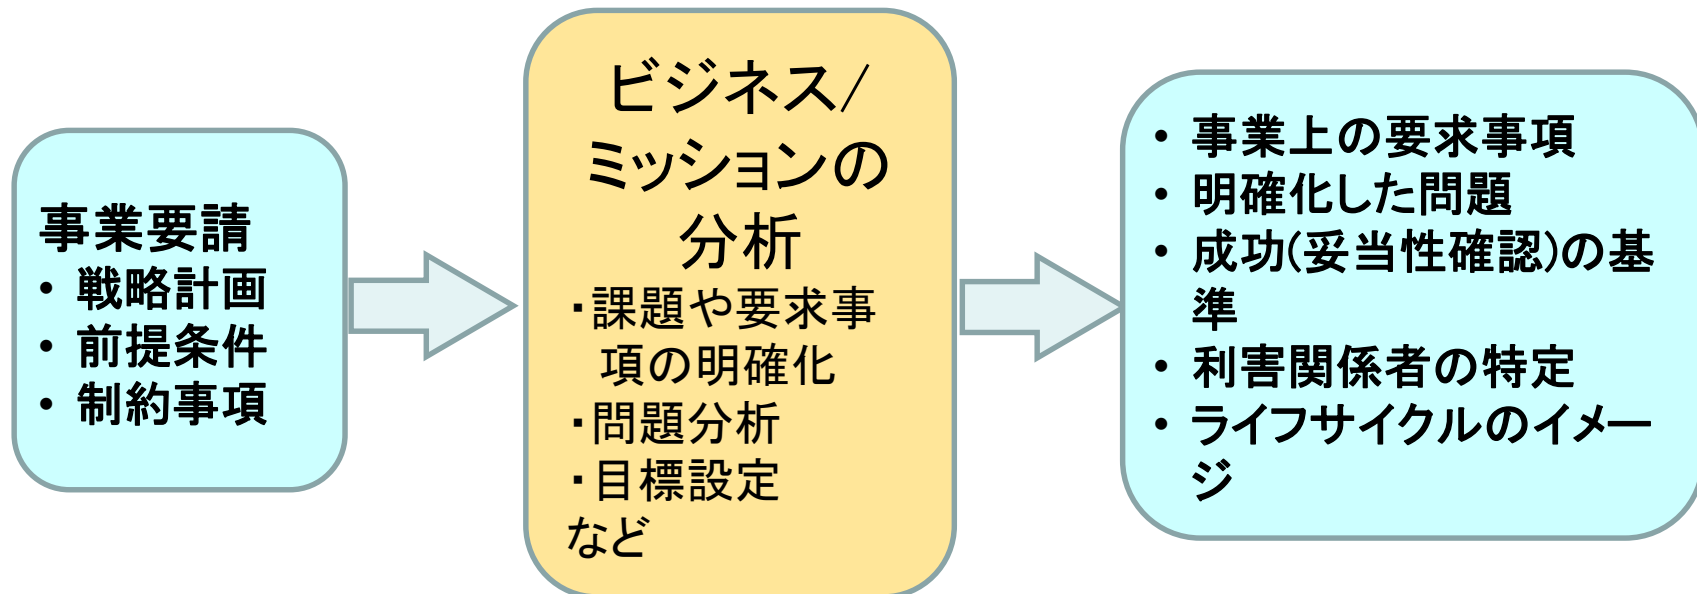 事業要請
• 戦略計画
• 前提条件
• 制約事項
ビジネス/
ミッションの
分析
・課題や要求事
項の明確化
・問題分析
・目標設定
など
• 事業上の要求事項
• 明確化した問題
• 成功(妥当性確認)の基
準
• 利害関係者の特定
• ライフサイクルのイメー
ジ